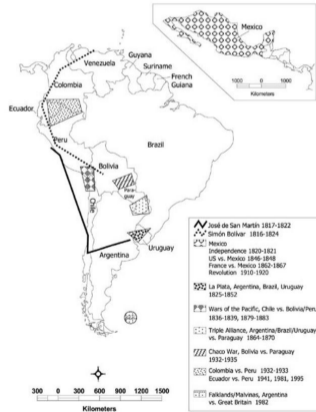 Mexico
1000 0 1000
Kilometers
Guyana
Venezuela
Suriname
French
Guiana
Colombia
Ecuador
Peru
Brazil
Bolivia
Para-
guay
Chile
Uruguay
Argentina
José de San Martín 1817-1822
Simón Bolívar 1816-1824
Mexico
Independence 1820-1821
US vs. Mexico 1846-1848
France vs. Mexico 1862-1867
Revolution 1910-1920
La Plata, Argentina, Brazil, Uruguay
1825-1852
Wars of the Pacific, Chile vs. Bolivia/Peru
1836-1839, 1879-1883
Triple Alliance, Argentina/Brazil/Uruguay
vs. Paraguay 1864-1870
Chaco War, Bolivia vs. Paraguay
1932-1935
Colombia vs. Peru 1932-1933
Ecuador vs. Peru 1941, 1981, 1995
Falklands/Malvinas, Argentina
vs. Great Britain 1982
300 0 300 600 900 1200 1500
Kilometers